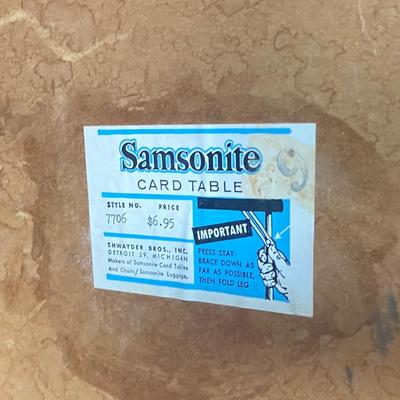 Samsonite
CARD TABLE
STYLE NO. PRICE
7706 $6.95
SHWAYDER BROS., INC.
DETROIT 29, MICHIGAN
Makers of Samsonite Card Tables
and Chairs/Samsonite Luggage.
IMPORTANT
PRESS STAY
BRACE DOWN AS
FAR AS POSSIBLE,
THEN FOLD LEG